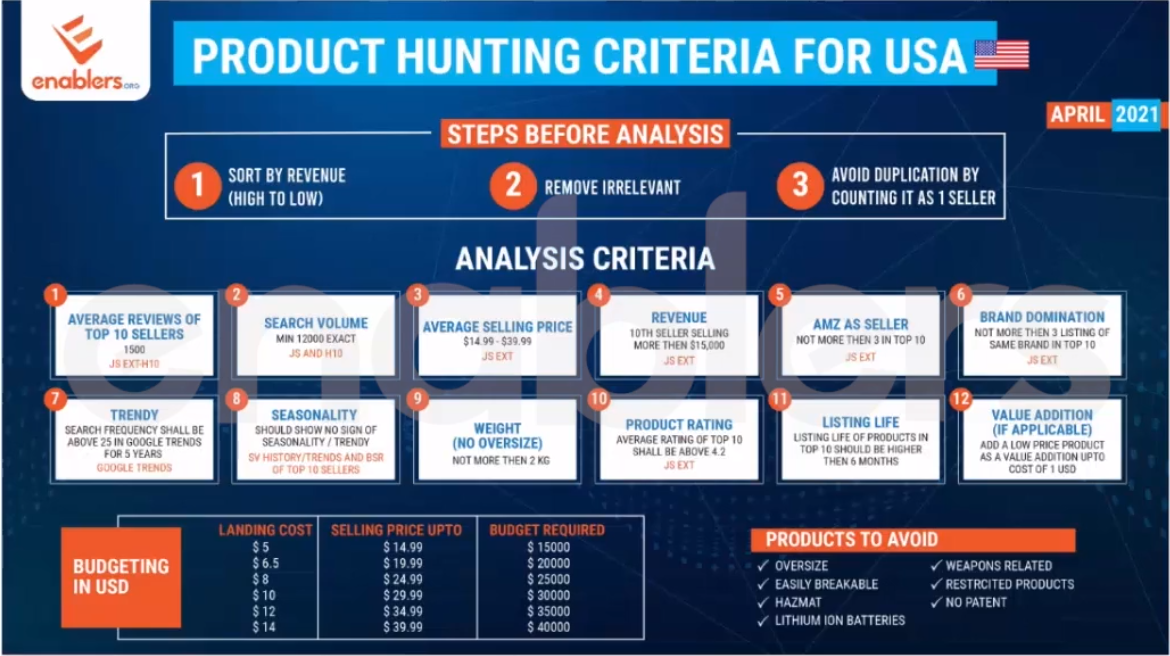 enablers.ORG
PRODUCT HUNTING CRITERIA FOR USA
APRIL 2021
STEPS BEFORE ANALYSIS
1
SORT BY REVENUE
(HIGH TO LOW)
2
REMOVE IRRELEVANT
3
AVOID DUPLICATION BY
COUNTING IT AS 1 SELLER
ANALYSIS CRITERIA
1
AVERAGE REVIEWS OF
TOP 10 SELLERS
1500
JS EXT-H10
2
SEARCH VOLUME
MIN 12000 EXACT
JS AND H10
3
AVERAGE SELLING PRICE
$14.99 - $39.99
JS EXT
4
REVENUE
10TH SELLER SELLING
MORE THEN $15,000
JS EXT
5
AMZ AS SELLER
NOT MORE THEN 3 IN TOP 10
JS EXT
6
BRAND DOMINATION
NOT MORE THEN 3 LISTING OF
SAME BRAND IN TOP 10
JS EXT
7
TRENDY
SEARCH FREQUENCY SHALL BE
ABOVE 25 IN GOOGLE TRENDS
FOR 5 YEARS
GOOGLE TRENDS
8
SEASONALITY
SHOULD SHOW NO SIGN OF
SEASONALITY / TRENDY
SV HISTORY/TRENDS AND BSR
OF TOP 10 SELLERS
9
WEIGHT
(NO OVERSIZE)
NOT MORE THEN 2 KG
10
PRODUCT RATING
AVERAGE RATING OF TOP 10
SHALL BE ABOVE 4.2
JS EXT
11
LISTING LIFE
LISTING LIFE OF PRODUCTS IN
TOP 10 SHOULD BE HIGHER
THEN 6 MONTHS
12
VALUE ADDITION
(IF APPLICABLE)
ADD A LOW PRICE PRODUCT
AS A VALUE ADDITION UPTO
COST OF 1 USD
enablers
BUDGETING
IN USD
LANDING COST SELLING PRICE UPTO BUDGET REQUIRED
$ 5 $ 14.99 $ 15000
$ 6.5 $ 19.99 $ 20000
$ 8 $ 24.99 $ 25000
$ 10 $ 29.99 $ 30000
$ 12 $ 34.99 $ 35000
$ 14 $ 39.99 $ 40000
PRODUCTS TO AVOID
✓ OVERSIZE
✓ EASILY BREAKABLE
✓ HAZMAT
✓ LITHIUM ION BATTERIES
✓ WEAPONS RELATED
✓ RESTRCITED PRODUCTS
✓ NO PATENT